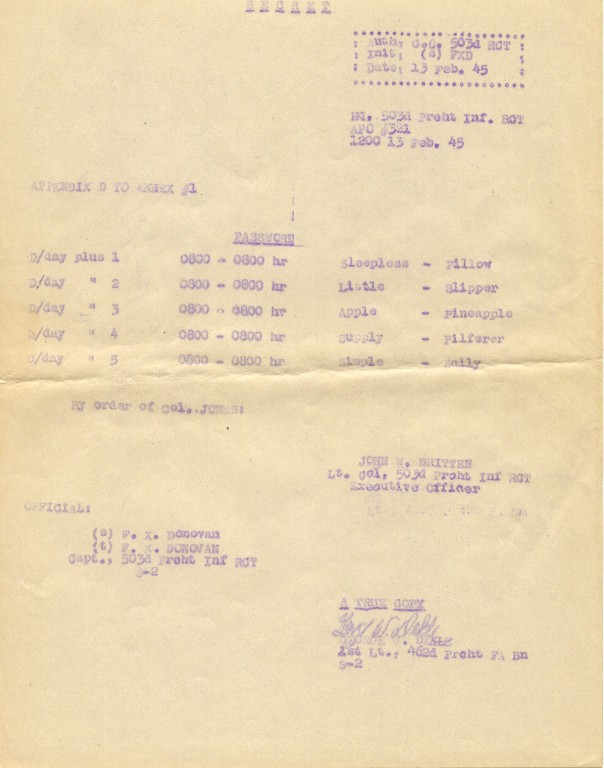 S E C R E T
: Auth: C.O. 503d RCT :
: Init: (s) FXD :
: Date: 13 Feb. 45 :
Hq. 503d Prcht Inf. RCT
APO #321
1200 13 Feb. 45
APPENDIX D TO ANNEX #1
PASSWORD
D/day plus 1 0800 - 0800 hr Sleepless - Pillow
D/day " 2 0800 - 0800 hr Little - Slipper
D/day " 3 0800 - 0800 hr Apple - Pineapple
D/day " 4 0800 - 0800 hr Supply - Pilferer
D/day " 5 0800 - 0800 hr Simple - Sally
By order of Col. JONES:
JOHN W. BRITTEN
Lt. Col, 503d Prcht Inf RCT
Executive Officer
OFFICIAL:
(s) F. X. Donovan
(t) F. X. DONOVAN
Capt., 503d Prcht Inf RCT
S-2
A TRUE COPY
W. DEKLE
1st Lt., 462d Prcht FA Bn
S-2